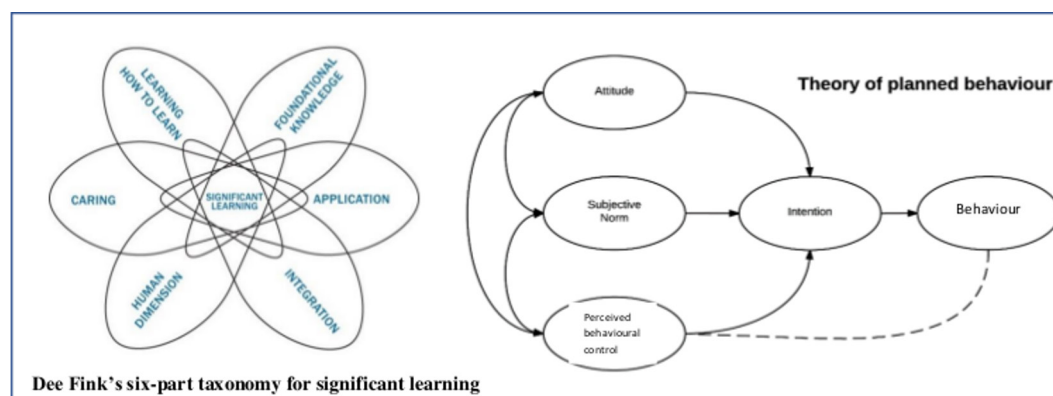 LEARNING
HOW TO LEARN
FOUNDATIONAL
KNOWLEDGE
CARING
SIGNIFICANT
LEARNING
APPLICATION
HUMAN
DIMENSION
INTEGRATION
Dee Fink's six-part taxonomy for significant learning
Theory of planned behaviour
Attitude
Subjective
Norm
Intention
Behaviour
Perceived
behavioural
control